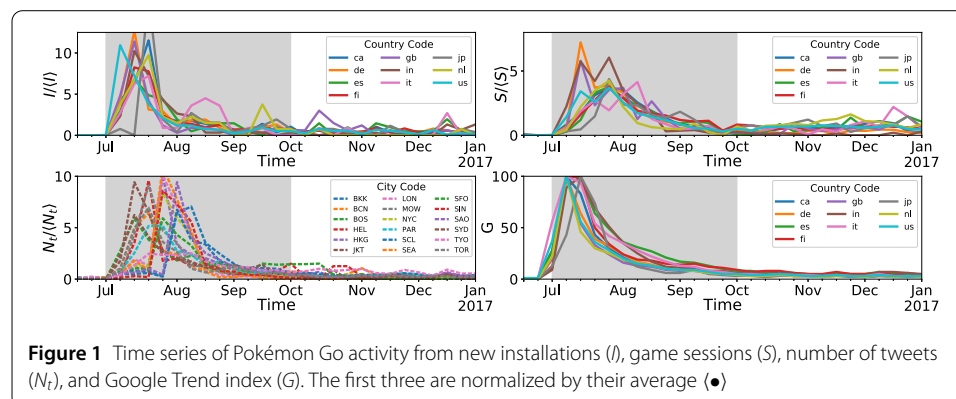 10
5
0
I/⟨I⟩
Country Code
ca gb jp
de in nl
es it us
fi
Jul Aug Sep Oct Nov Dec Jan
Time 2017
5
0
S/⟨S⟩
Country Code
ca gb jp
de in nl
es it us
fi
Jul Aug Sep Oct Nov Dec Jan
Time 2017
10
5
0
Nt/⟨Nt⟩
City Code
BKK LON SFO
BCN MOW SIN
BOS NYC SAO
HEL PAR SYD
HKG SCL TYO
JKT SEA TOR
Jul Aug Sep Oct Nov Dec Jan
Time 2017
100
50
0
G
Country Code
ca gb jp
de in nl
es it us
fi
Jul Aug Sep Oct Nov Dec Jan
Time 2017
Figure 1 Time series of Pokémon Go activity from new installations (I), game sessions (S), number of tweets
(Nt), and Google Trend index (G). The first three are normalized by their average ⟨●⟩